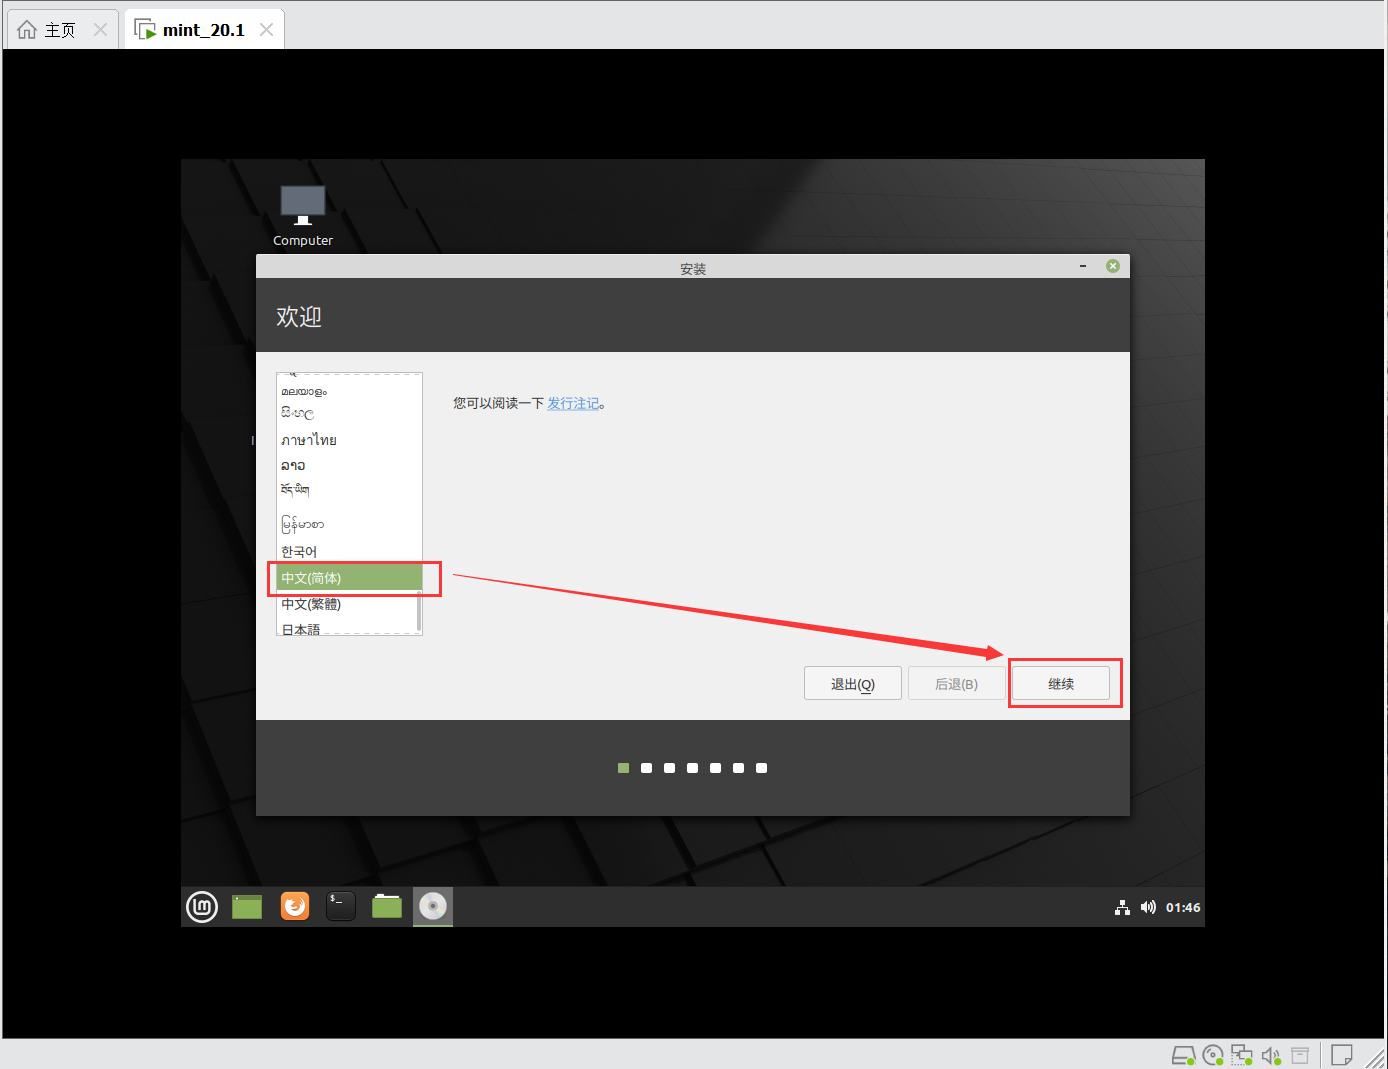 主页
mint_20.1
Computer
安装
欢迎
മലയാളം
සිංහල
ภาษาไทย
ລາວ
བོད་ཡིག
မြန်မာစာ
한국어
中文(简体)
中文(繁體)
日本語
您可以阅读一下 发行注记。
退出(Q)
后退(B)
继续
$_
01:46